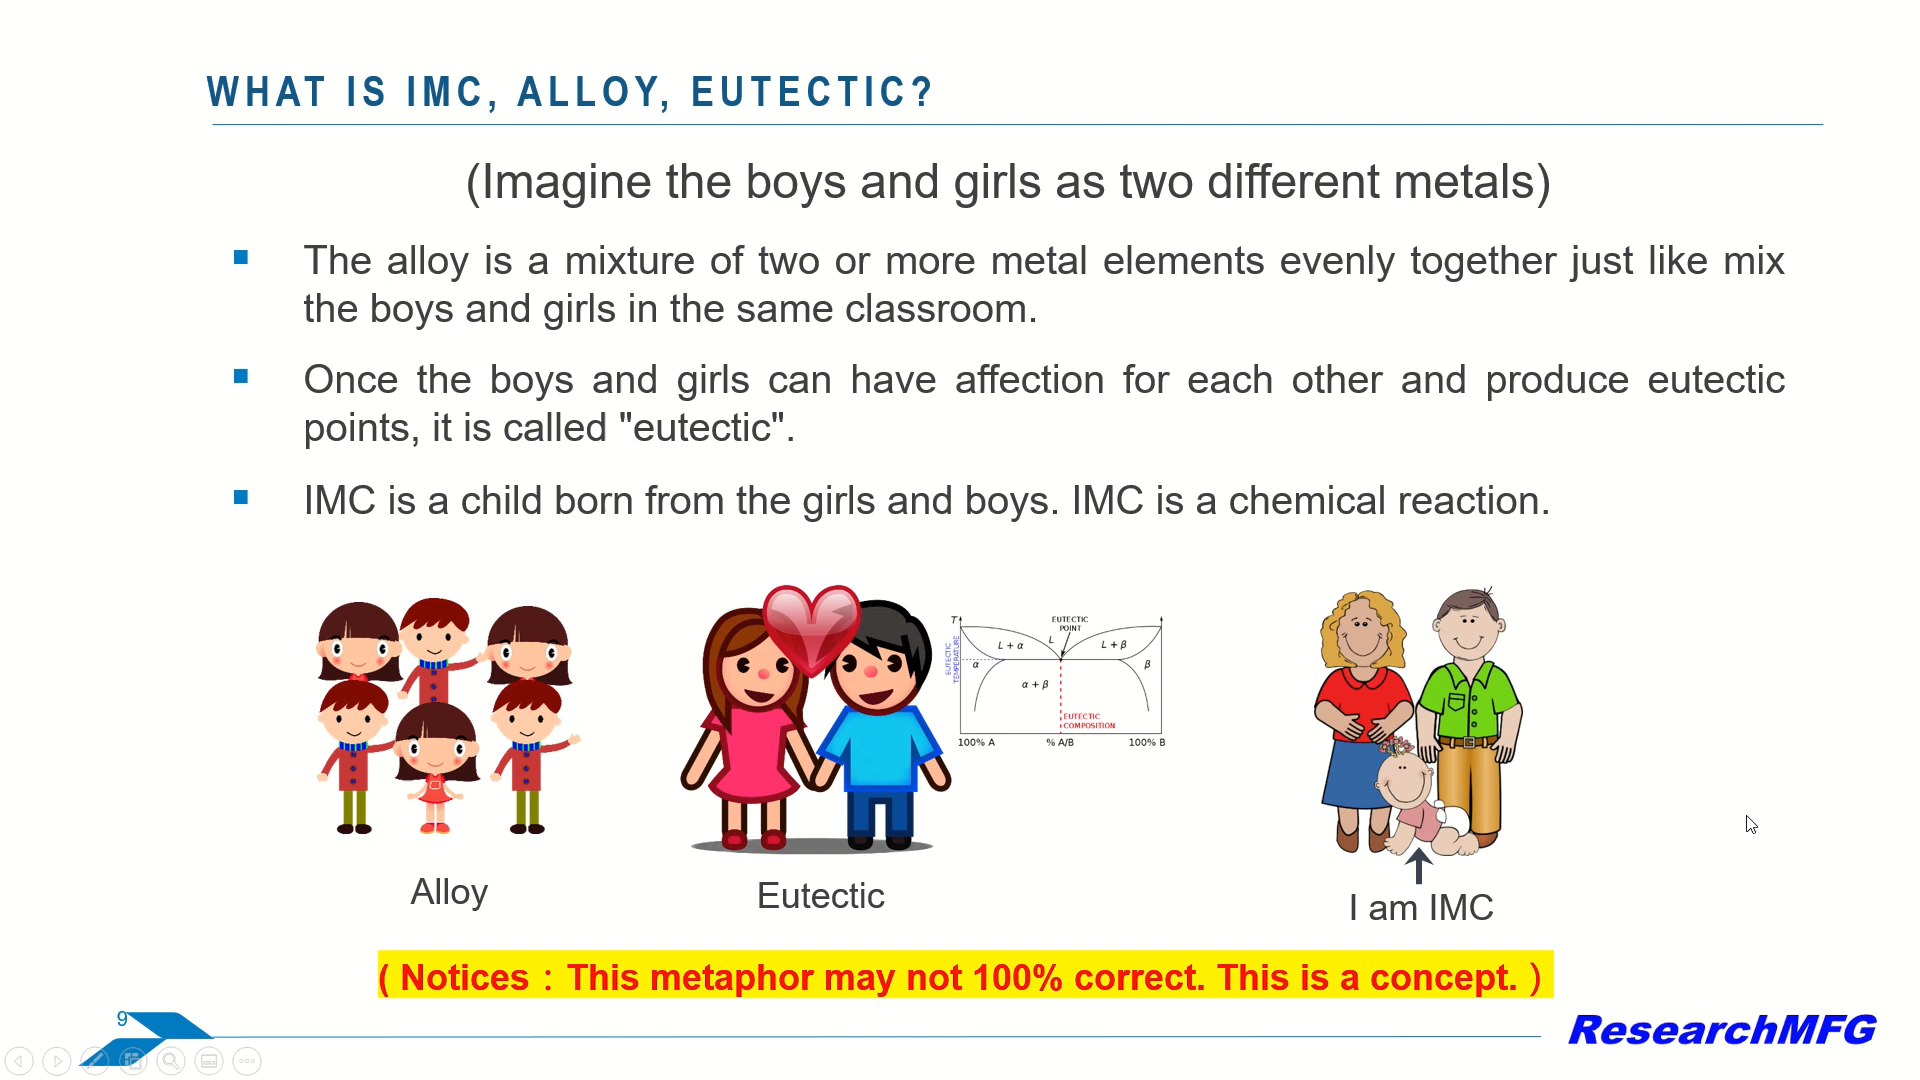 WHAT IS IMC, ALLOY, EUTECTIC?
(Imagine the boys and girls as two different metals)
The alloy is a mixture of two or more metal elements evenly together just like mix
the boys and girls in the same classroom.
Once the boys and girls can have affection for each other and produce eutectic
points, it is called "eutectic".
IMC is a child born from the girls and boys. IMC is a chemical reaction.
T
EUTECTIC
POINT
L
L + α
L + β
EUTECTIC
TEMPERATURE
α
β
α + β
EUTECTIC
COMPOSITION
100% A
% A/B
100% B
Alloy
Eutectic
I am IMC
( Notices：This metaphor may not 100% correct. This is a concept. )
9
ResearchMFG